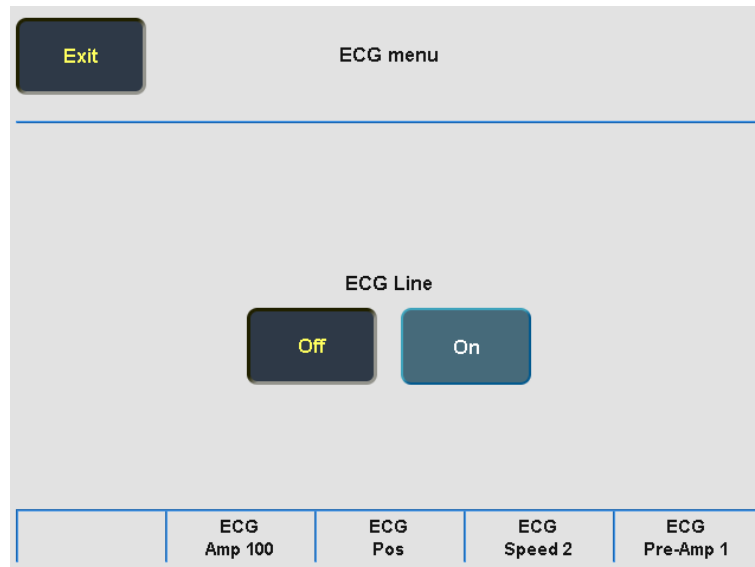 Exit
ECG menu
ECG Line
Off
On
ECG
Amp 100
ECG
Pos
ECG
Speed 2
ECG
Pre-Amp 1